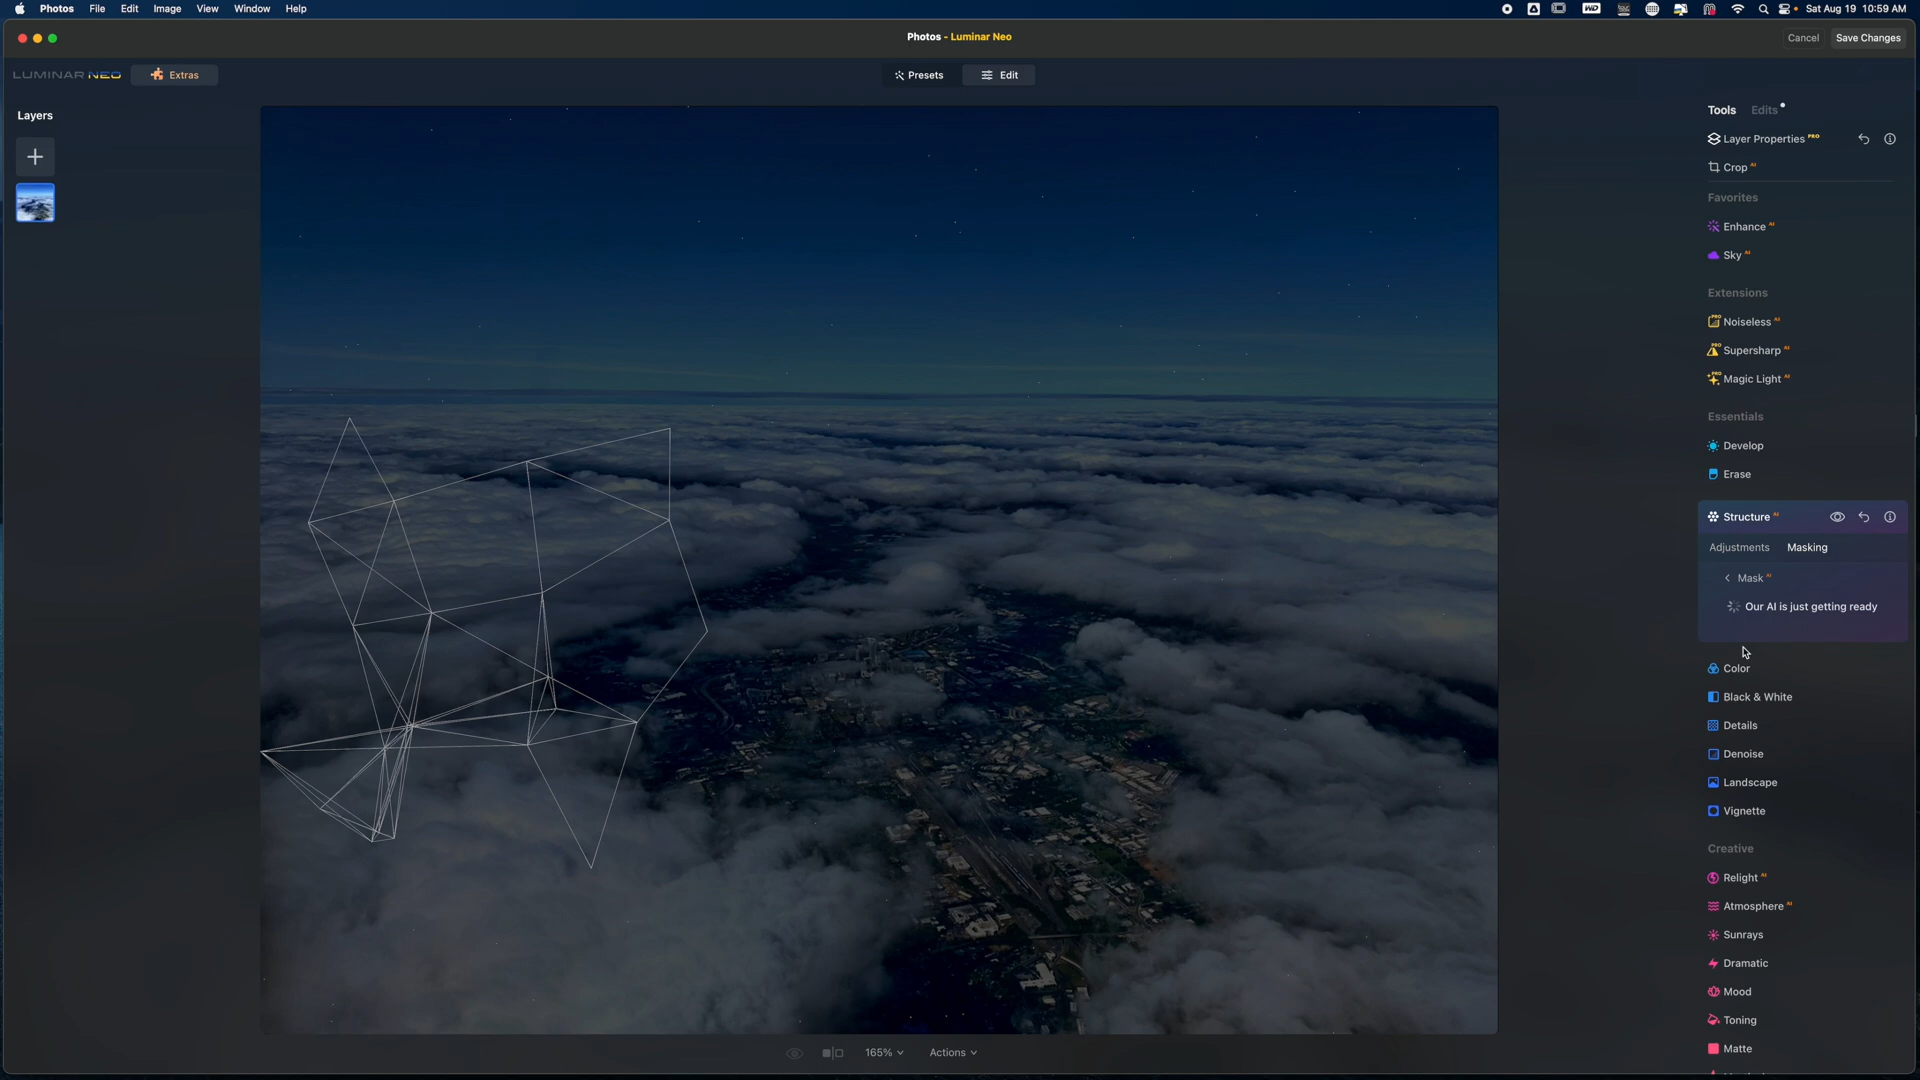 Photos File Edit Image View Window Help
WD
Sat Aug 19 10:59 AM
Photos - Luminar Neo
Cancel Save Changes
LUMINAR NEO Extras
Presets Edit
Layers
Tools Edits
Layer Properties PRO
Crop AI
Favorites
Enhance AI
Sky AI
Extensions
PRO Noiseless AI
PRO Supersharp AI
PRO Magic Light AI
Essentials
Develop
Erase
Structure AI
Adjustments Masking
Mask AI
Our AI is just getting ready
Color
Black & White
Details
Denoise
Landscape
Vignette
Creative
Relight AI
Atmosphere AI
Sunrays
Dramatic
Mood
Toning
Matte
165% Actions